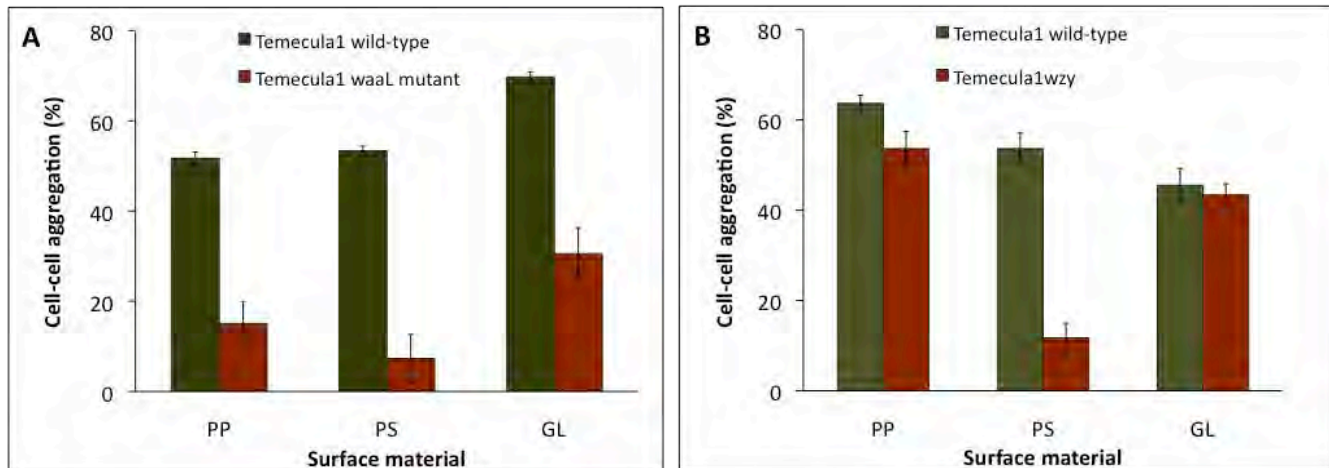 A
Temecula1 wild-type
Temecula1 waaL mutant
Cell-cell aggregation (%)
80
60
40
20
0
PP PS GL
Surface material
B
Temecula1 wild-type
Temecula1wzy
Cell-cell aggregation (%)
80
60
40
20
0
PP PS GL
Surface material